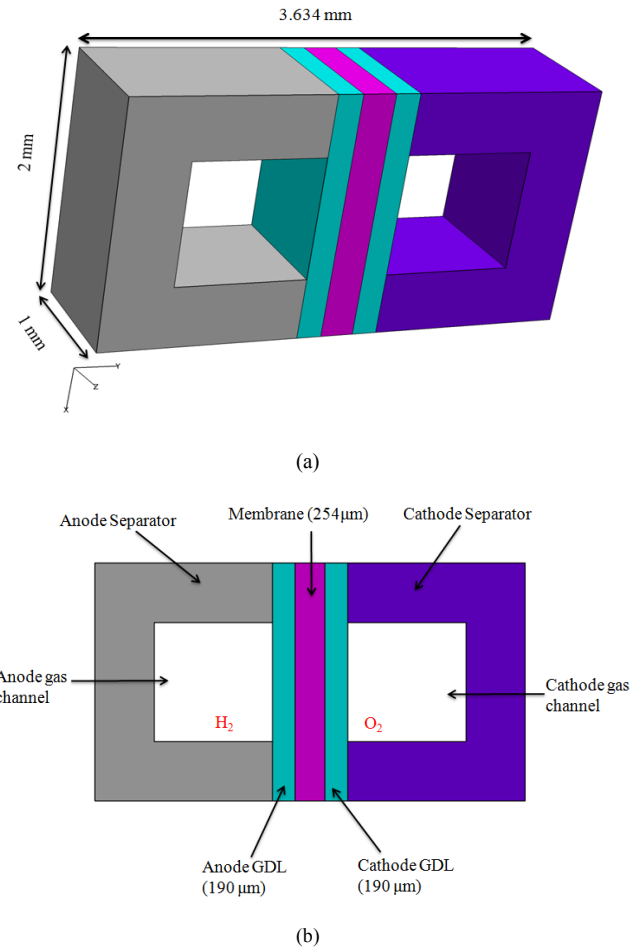 3.634 mm
2 mm
1 mm
Y
Z
X
(a)
Membrane (254μm)
Anode Separator
Cathode Separator
Anode gas
channel
Cathode gas
channel
H2
O2
Anode GDL
(190 μm)
Cathode GDL
(190 μm)
(b)